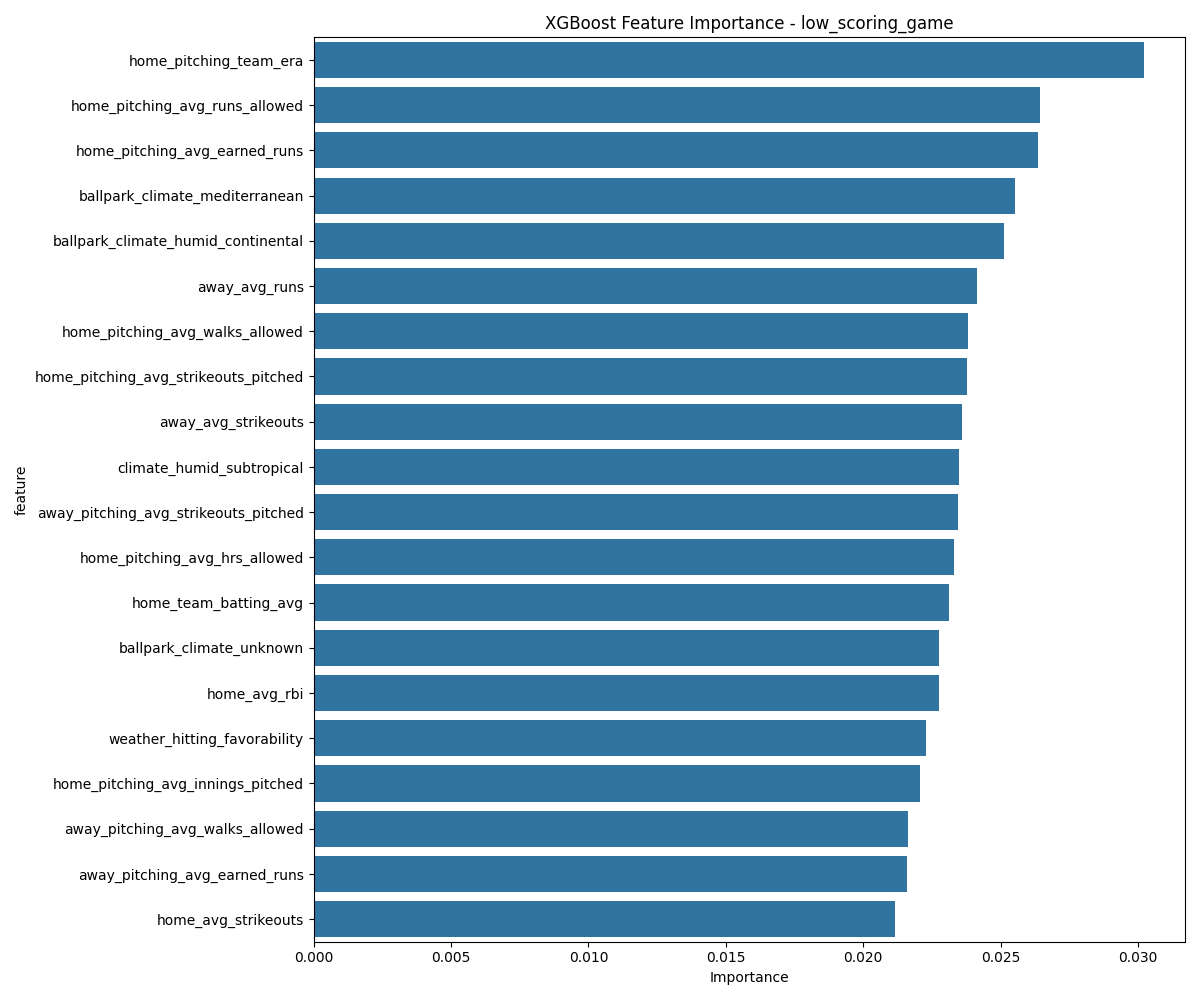 XGBoost Feature Importance - low_scoring_game
feature
home_pitching_team_era
home_pitching_avg_runs_allowed
home_pitching_avg_earned_runs
ballpark_climate_mediterranean
ballpark_climate_humid_continental
away_avg_runs
home_pitching_avg_walks_allowed
home_pitching_avg_strikeouts_pitched
away_avg_strikeouts
climate_humid_subtropical
away_pitching_avg_strikeouts_pitched
home_pitching_avg_hrs_allowed
home_team_batting_avg
ballpark_climate_unknown
home_avg_rbi
weather_hitting_favorability
home_pitching_avg_innings_pitched
away_pitching_avg_walks_allowed
away_pitching_avg_earned_runs
home_avg_strikeouts
0.000 0.005 0.010 0.015 0.020 0.025 0.030
Importance